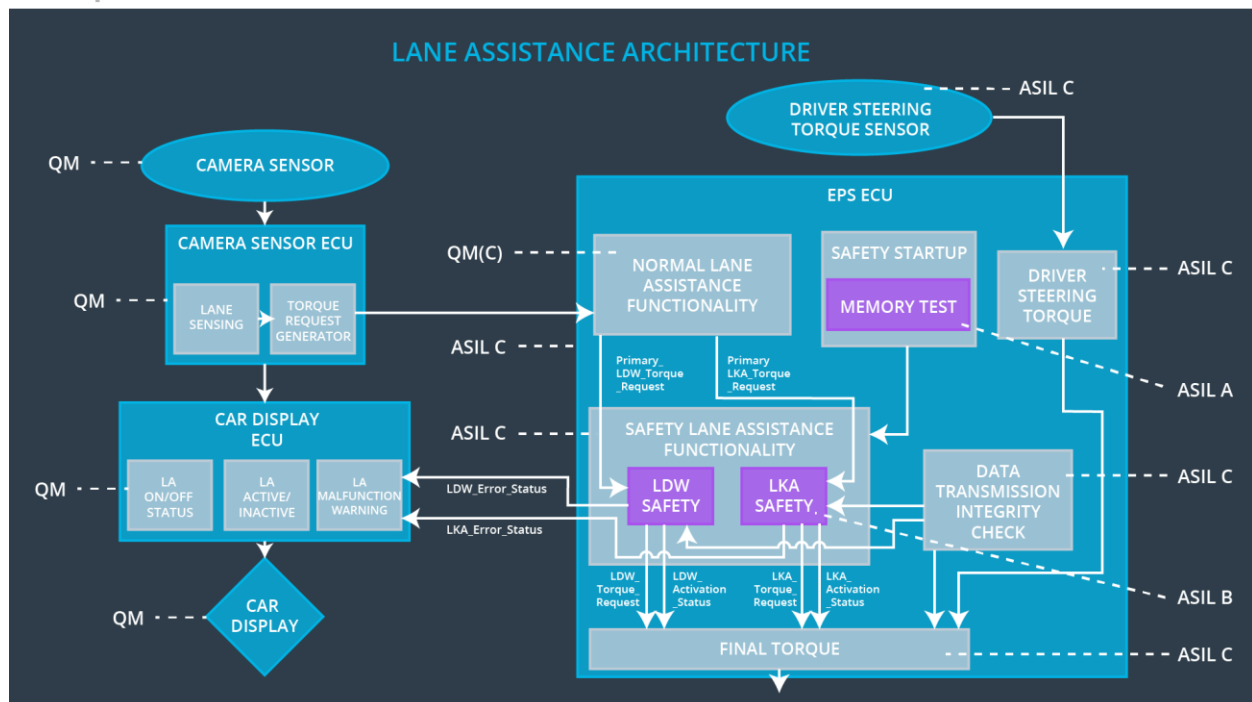 LANE ASSISTANCE ARCHITECTURE
ASIL C
DRIVER STEERING
TORQUE SENSOR
QM
CAMERA SENSOR
EPS ECU
CAMERA SENSOR ECU
QM(C)
NORMAL LANE
ASSISTANCE
FUNCTIONALITY
SAFETY STARTUP
MEMORY TEST
DRIVER
STEERING
TORQUE
ASIL C
QM
LANE
SENSING
TORQUE
REQUEST
GENERATOR
ASIL C
Primary_
LDW_Torque
_Request
Primary
LKA_Torque
_Request
ASIL A
CAR DISPLAY
ECU
ASIL C
SAFETY LANE ASSISTANCE
FUNCTIONALITY
QM
LA
ON/OFF
STATUS
LA
ACTIVE/
INACTIVE
LA
MALFUNCTION
WARNING
LDW_Error_Status
LKA_Error_Status
LDW
SAFETY
LKA
SAFETY
DATA
TRANSMISSION
INTEGRITY
CHECK
ASIL C
LDW_
Torque_
Request
LDW_
Activation
_Status
LKA_
Torque_
Request
LKA_
Activation
_Status
ASIL B
QM
CAR
DISPLAY
FINAL TORQUE
ASIL C